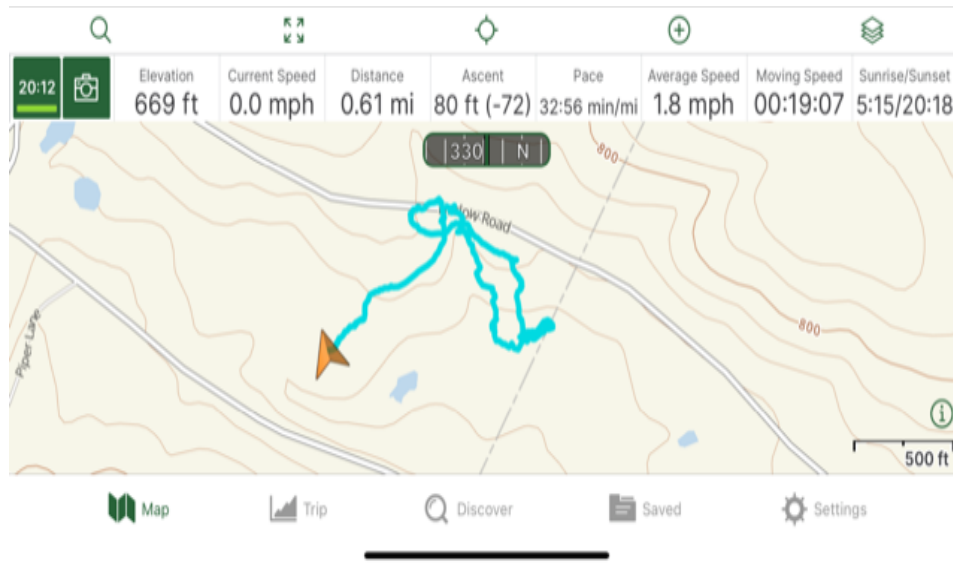 20:12
Elevation
669 ft
Current Speed
0.0 mph
Distance
0.61 mi
Ascent
80 ft (-72)
Pace
32:56 min/mi
Average Speed
1.8 mph
Moving Speed
00:19:07
Sunrise/Sunset
5:15/20:18
330 N
800
Road
800
Piper Lane
500 ft
Map
Trip
Discover
Saved
Settings